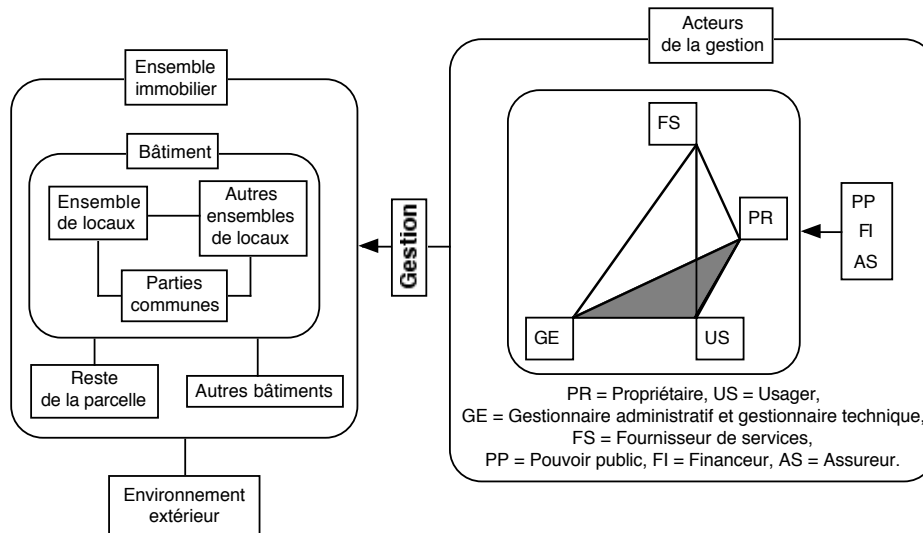 Ensemble
immobilier
Bâtiment
Ensemble
de locaux
Autres
ensembles
de locaux
Parties
communes
Reste
de la parcelle
Autres bâtiments
Environnement
extérieur
Gestion
Acteurs
de la gestion
FS
PR
GE
US
PP
FI
AS
PR = Propriétaire, US = Usager,
GE = Gestionnaire administratif et gestionnaire technique,
FS = Fournisseur de services,
PP = Pouvoir public, FI = Financeur, AS = Assureur.